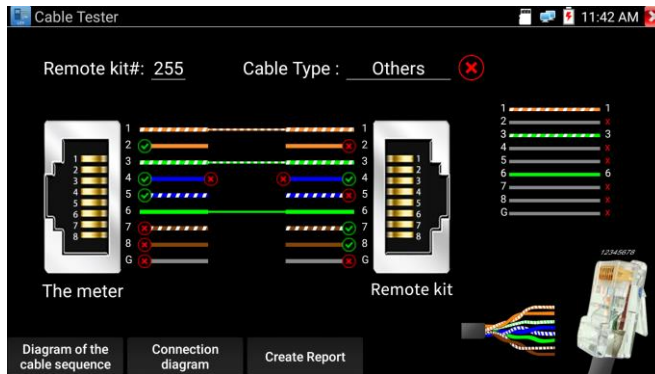 Cable Tester
11:42 AM
Remote kit#: 255
Cable Type : Others
1 1
2 2
3 3
4 4
5 5
6 6
7 7
8 8
G G
1
2
3
4
5
6
7
8
1
2
3
4
5
6
7
8
The meter
Remote kit
1 1
2 x
3 3
4 x
5 x
6 6
7 x
8 x
G x
12345678
Diagram of the
cable sequence
Connection
diagram
Create Report